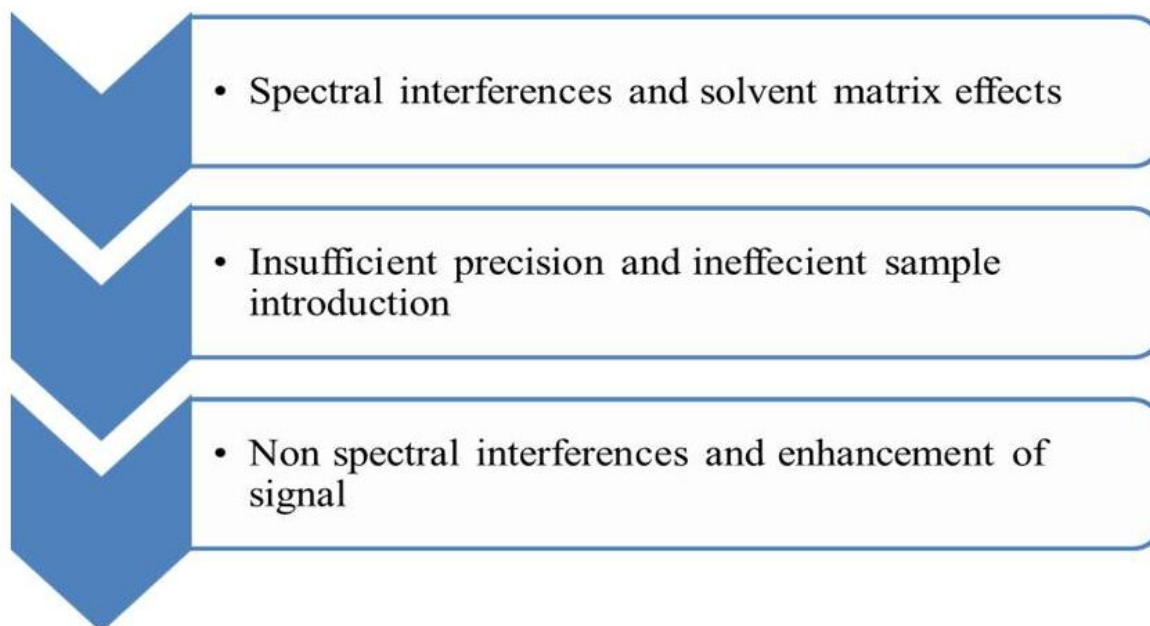 • Spectral interferences and solvent matrix effects
• Insufficient precision and ineffecient sample
introduction
• Non spectral interferences and enhancement of
signal